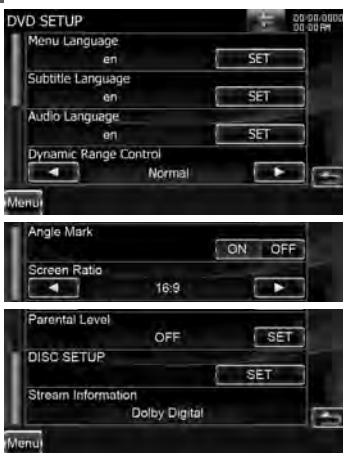 DVD SETUP
00/00/0000
00:00 PM
Menu Language
en SET
Subtitle Language
en SET
Audio Language
en SET
Dynamic Range Control
Normal
Menu
Angle Mark
ON OFF
Screen Ratio
16:9
Parental Level
OFF SET
DISC SETUP
SET
Stream Information
Dolby Digital
Menu